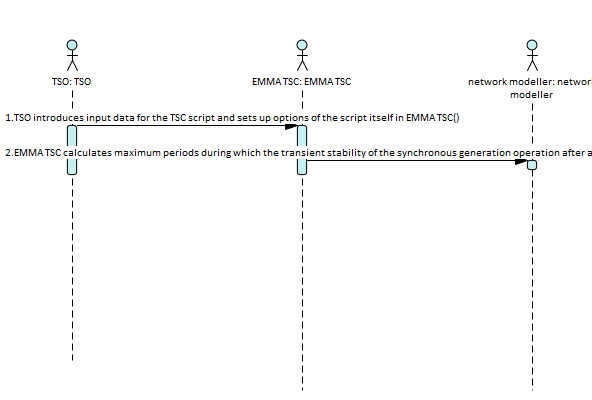 TSO: TSO
EMMA TSC: EMMA TSC
network modeller: networ
modeller
1.TSO introduces input data for the TSC script and sets up options of the script itself in EMMA TSC()
2.EMMA TSC calculates maximum periods during which the transient stability of the synchronous generation operation after a